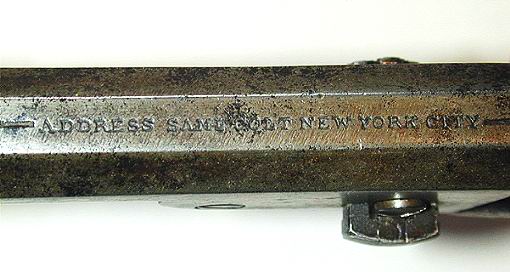 — ADDRESS SAML COLT NEW YORK CITY —